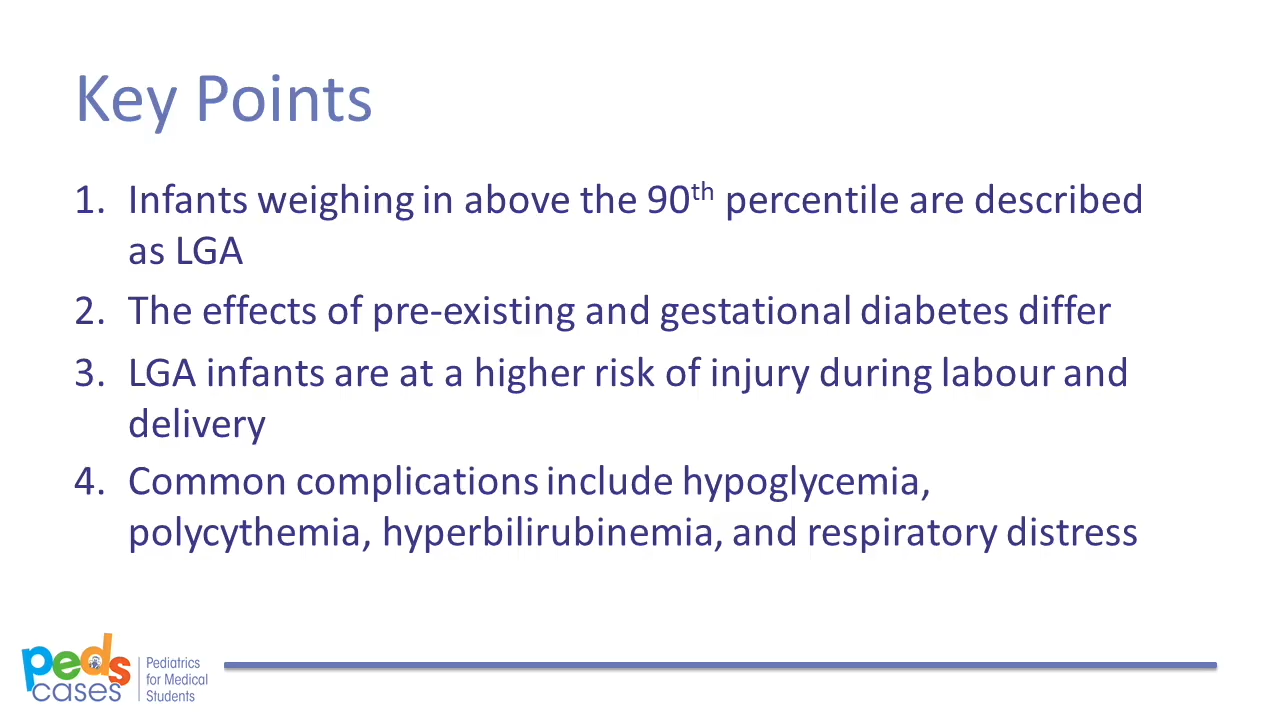 Key Points
1. Infants weighing in above the 90th percentile are described
as LGA
2. The effects of pre-existing and gestational diabetes differ
3. LGA infants are at a higher risk of injury during labour and
delivery
4. Common complications include hypoglycemia,
polycythemia, hyperbilirubinemia, and respiratory distress
peds
cases
Pediatrics
for Medical
Students